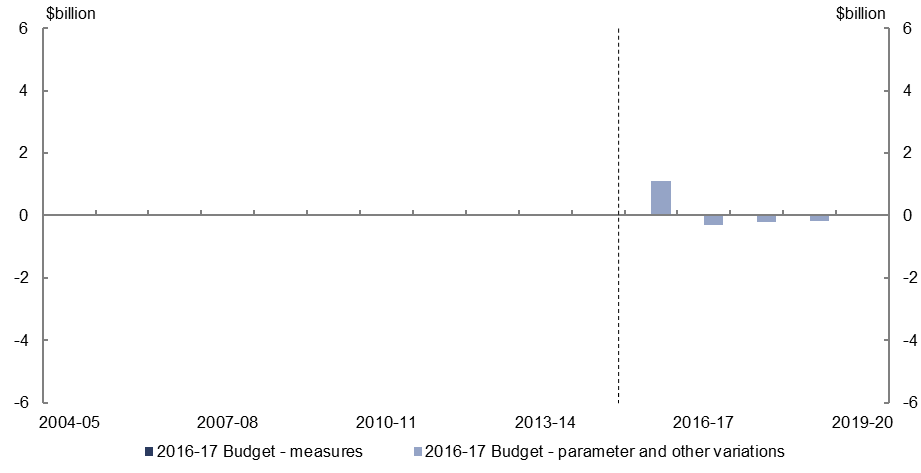 $billion $billion
6 6
4 4
2 2
0 0
-2 -2
-4 -4
-6 -6
2004-05 2007-08 2010-11 2013-14 2016-17 2019-20
2016-17 Budget - measures 2016-17 Budget - parameter and other variations